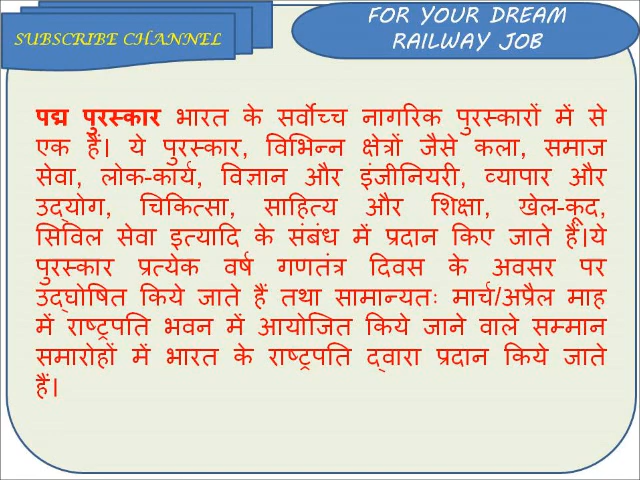 SUBSCRIBE CHANNEL
FOR YOUR DREAM
RAILWAY JOB
पद्म पुरस्कार भारत के सर्वोच्च नागरिक पुरस्कारों में से
एक हैं। ये पुरस्कार, विभिन्न क्षेत्रों जैसे कला, समाज
सेवा, लोक-कार्य, विज्ञान और इंजीनियरी, व्यापार और
उद्योग, चिकित्सा, साहित्य और शिक्षा, खेल-कूद,
सिविल सेवा इत्यादि के संबंध में प्रदान किए जाते हैं।ये
पुरस्कार प्रत्येक वर्ष गणतंत्र दिवस के अवसर पर
उद्घोषित किये जाते हैं तथा सामान्यतः मार्च/अप्रैल माह
में राष्ट्रपति भवन में आयोजित किये जाने वाले सम्मान
समारोहों में भारत के राष्ट्रपति द्वारा प्रदान किये जाते
हैं।